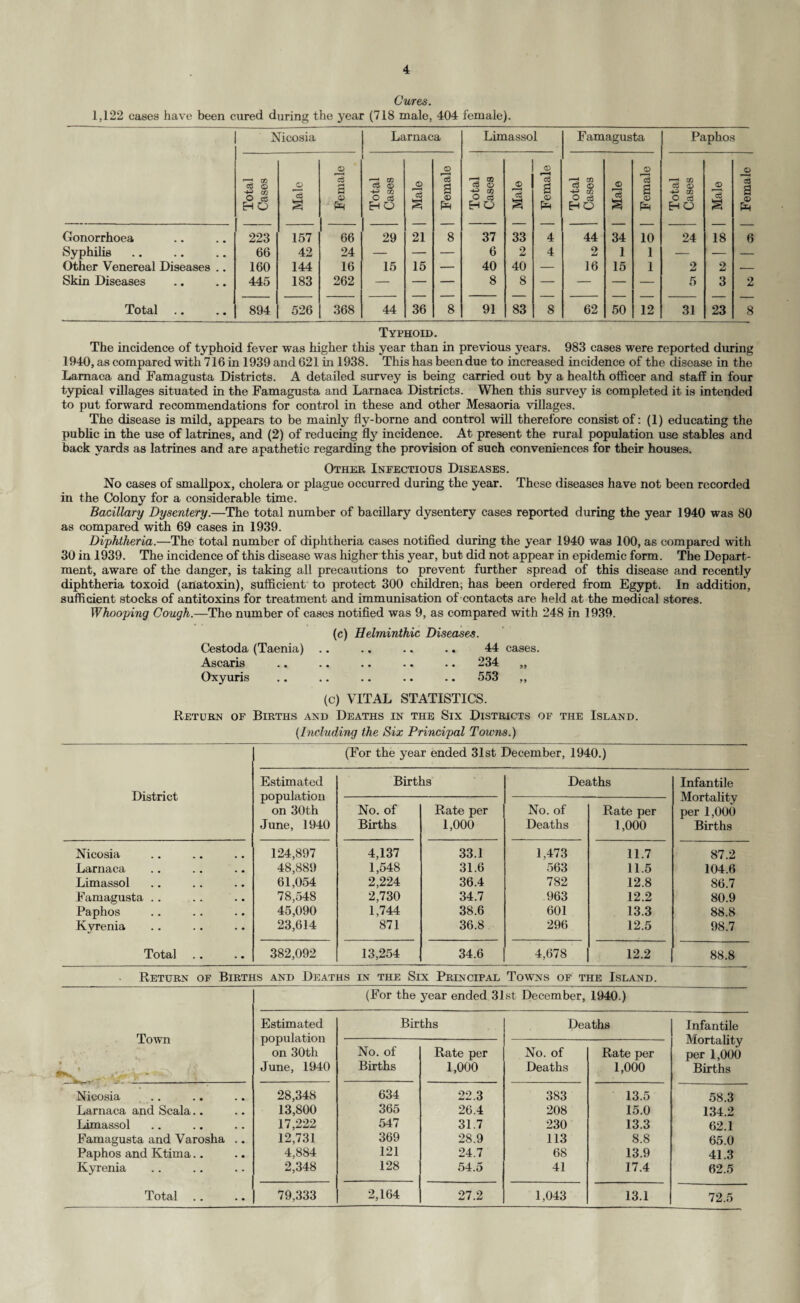 4
Cures.
1,122 cases have been cured during the year (718 male, 404 female).
Nicosia Larnaca Limassol Famagusta Paphos
Total Cases Male Female Total Cases Male Female Total Cases Male Female Total Cases Male Female Total Cases Male Female
Gonorrhoea .. .. 223 157 66 29 21 8 37 33 4 44 34 10 24 18 6
Syphilis .. .. .. 66 42 24 — — — 6 2 4 2 1 1 — — —
Other Venereal Diseases .. 160 144 16 15 15 — 40 40 — 16 15 1 2 2 —
Skin Diseases .. .. 445 183 262 — — — 8 8 — — — — 5 3 2
Total .. .. 894 526 368 44 36 8 91 83 8 62 50 12 31 23 8
Typhoid.
The incidence of typhoid fever was higher this year than in previous years. 983 cases were reported during
1940, as compared with 716 in 1939 and 621 in 1938. This has been due to increased incidence of the disease in the
Larnaca and Famagusta Districts. A detailed survey is being carried out by a health officer and staff in four
typical villages situated in the Famagusta and Larnaca Districts. When this survey is completed it is intended
to put forward recommendations for control in these and other Mesaoria villages.
The disease is mild, appears to be mainly fly-borne and control will therefore consist of: (1) educating the
public in the use of latrines, and (2) of reducing fly incidence. At present the rural population use stables and
back yards as latrines and are apathetic regarding the provision of such conveniences for their houses.
Other Infectious Diseases.
No cases of smallpox, cholera or plague occurred during the year. These diseases have not been recorded
in the Colony for a considerable time.
Bacillary Dysentery.—The total number of bacillary dysentery cases reported during the year 1940 was 80
as compared with 69 cases in 1939.
Diphtheria.—The total number of diphtheria cases notified during the year 1940 was 100, as compared with
30 in 1939. The incidence of this disease was higher this year, but did not appear in epidemic form. The Depart-
ment, aware of the danger, is taking all precautions to prevent further spread of this disease and recently
diphtheria toxoid (anatoxin), sufficient to protect 300 children, has been ordered from Egypt. In addition,
sufficient stocks of antitoxins for treatment and immunisation of contacts are held at the medical stores.
Whooping Cough.—The number of cases notified was 9, as compared with 248 in 1939.
(c) Helminthic Diseases.
Cestoda (Taenia) .. .. .. .. 44 cases.
Ascaris .. .. .. .. .. 234 „
Oxyuris .. .. .. .. .. 553 „
(c) VITAL STATISTICS.
Return of Births and Deaths in the Six Districts of the Island.
(Including the Six Principal Towns.)
(For the year ended 31st December, 1940.)
District Estimated population on 30th June, 1940 Births Deaths Infantile Mortality per 1,000 Births
No. of Births Rate per 1,000 No. of Deaths Rate per 1,000
Nicosia .. .. .. 124,897 4,137 33.1 1,473 11.7 87.2
Larnaca .. .. .. 48,889 1,548 31.6 563 11.5 104.6
Limassol .. .. .. 61,054 2,224 36.4 782 12.8 86.7
Famagusta .. .. .. 78,548 2,730 34.7 963 12.2 80.9
Paphos .. .. .. 45,090 1,744 38.6 601 13.3 88.8
Kyrenia .. .. .. 23,614 871 36.8 296 12.5 98.7
Total .. .. 382,092 13,254 34.6 4,678 12.2 88.8
Return of Births and Deaths in the Six Principal Towns of the Island.
(For the year ended 31st December, 1940.)
Town Estimated population on 30th June, 1940 Births Deaths Infantile Mortality per 1,000 Births
No. of Births Rate per 1,000 No. of Deaths Rate per 1,000
Nicosia .. .. .. 28,348 634 22.3 383 13.5 58.3
Larnaca and Scala.. .. 13,800 365 26.4 208 15.0 134.2
Limassol .. .. .. 17,222 547 31.7 230 13.3 62.1
Famagusta and Varosha .. 12,731 369 28.9 113 8.8 65.0
Paphos and Ktima.. .. 4,884 121 24.7 68 13.9 41.3
Kyrenia .. .. .. 2,348 128 54.5 41 17.4 62.5
Total .. .. 79,333 2,164 27.2 1,043 13.1 72.5